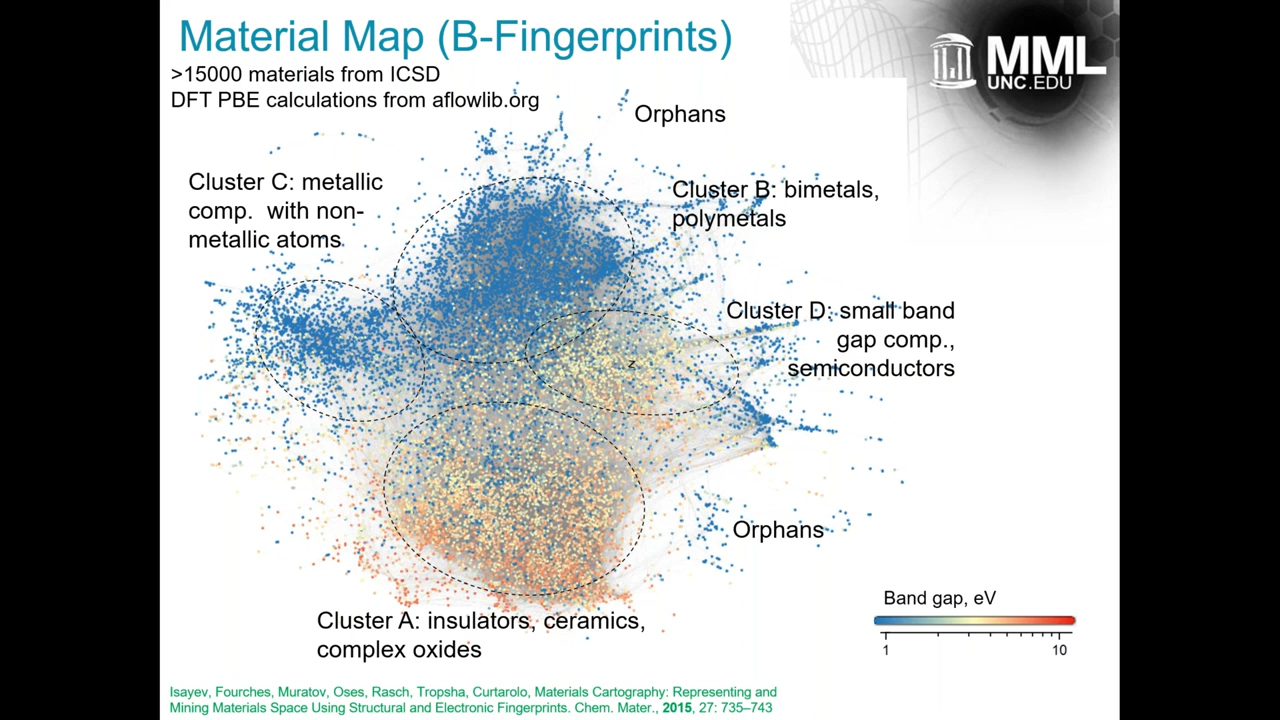 Material Map (B-Fingerprints)
>15000 materials from ICSD
DFT PBE calculations from aflowlib.org
MML
UNC.EDU
Orphans
Cluster C: metallic
comp. with non-
metallic atoms
Cluster B: bimetals,
polymetals
Cluster D: small band
gap comp.,
semiconductors
z
Orphans
Band gap, eV
1 10
Cluster A: insulators, ceramics,
complex oxides
Isayev, Fourches, Muratov, Oses, Rasch, Tropsha, Curtarolo, Materials Cartography: Representing and
Mining Materials Space Using Structural and Electronic Fingerprints. Chem. Mater., 2015, 27: 735–743